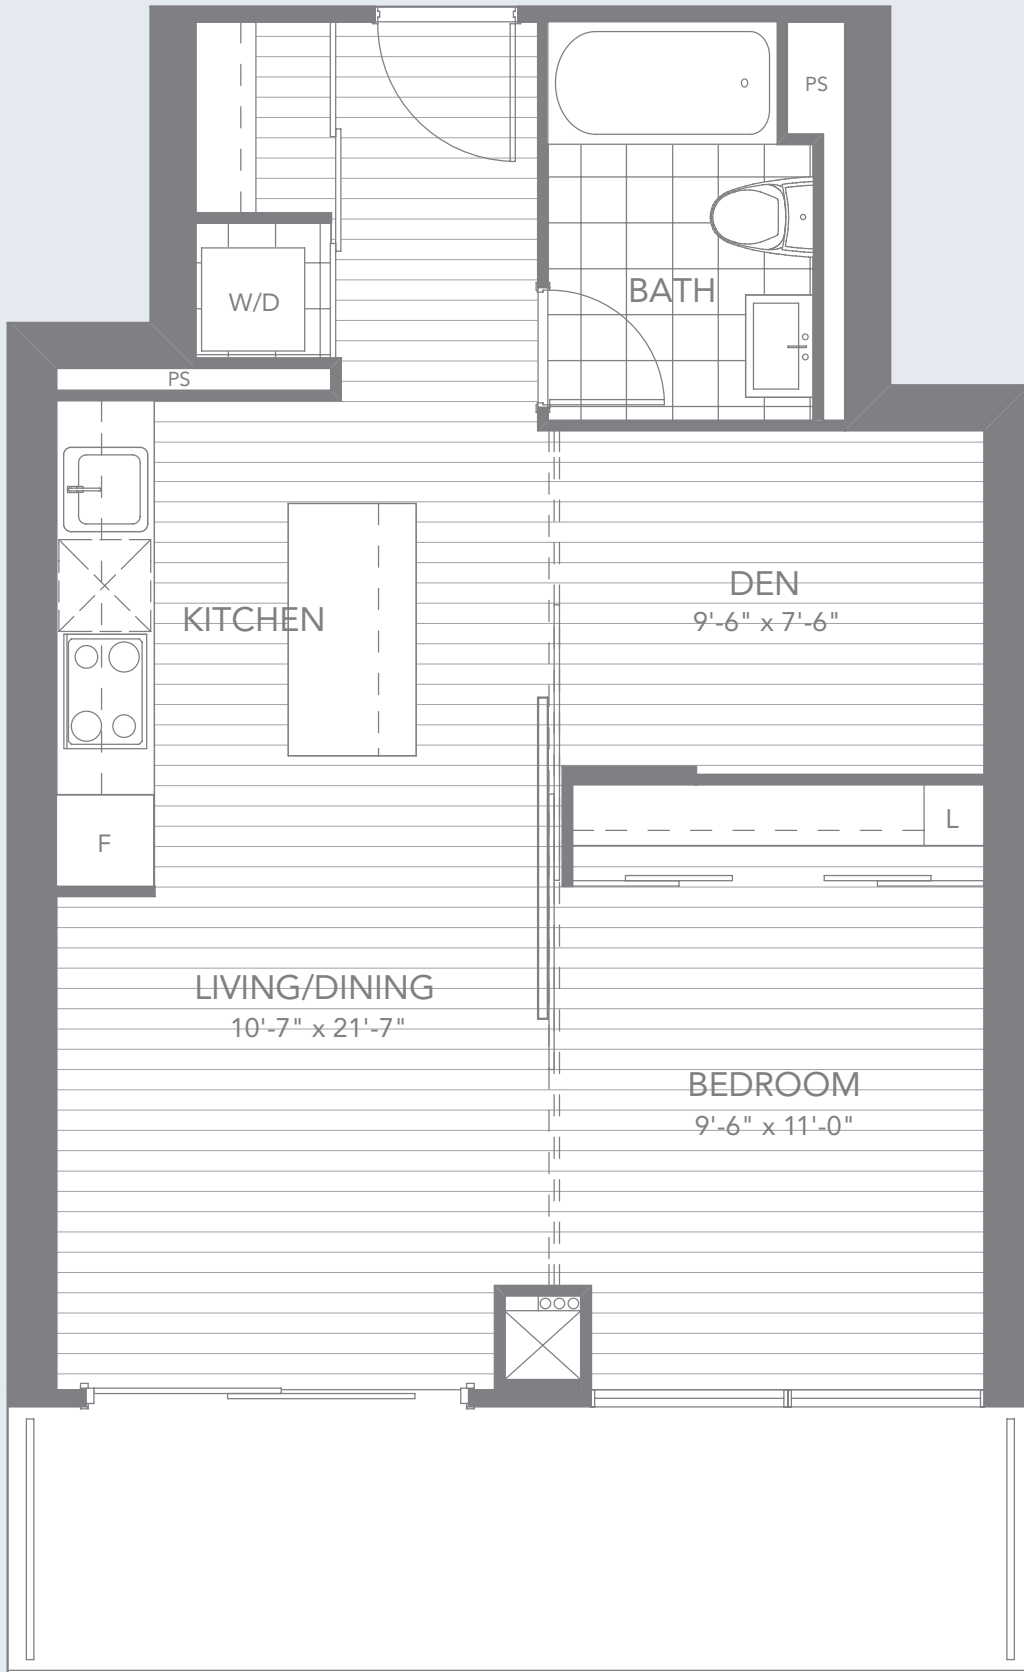 PS
BATH
W/D
PS
DEN
9'-6" x 7'-6"
KITCHEN
F
L
LIVING/DINING
10'-7" x 21'-7"
BEDROOM
9'-6" x 11'-0"